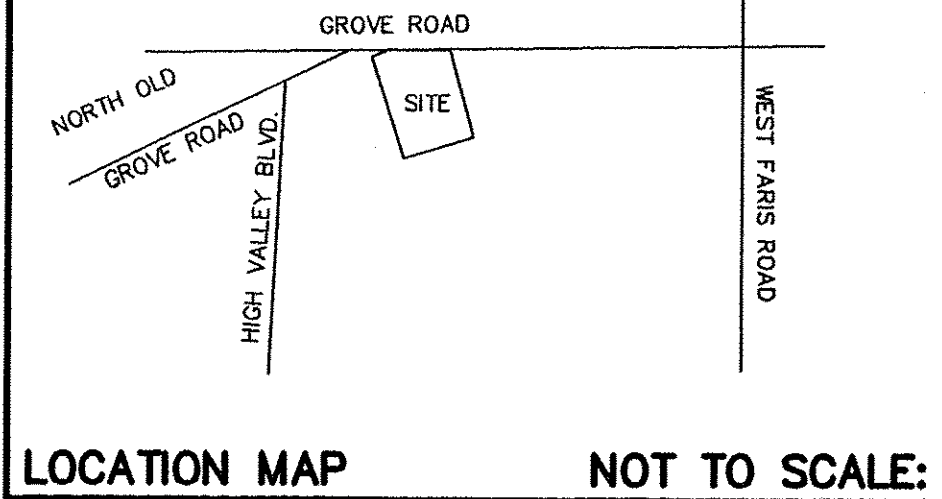 GROVE ROAD
NORTH OLD
GROVE ROAD
SITE
HIGH VALLEY BLVD.
WEST FARIS ROAD
LOCATION MAP
NOT TO SCALE: